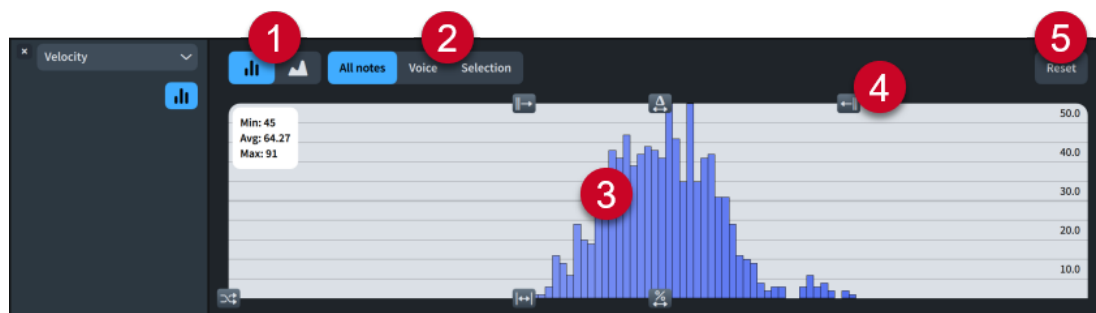 1
2
5
Velocity
All notes
Voice
Selection
Reset
4
Min: 45
Avg: 64.27
Max: 91
50.0
40.0
30.0
3
20.0
10.0
%